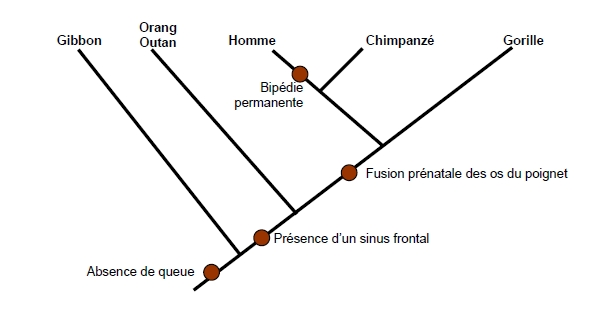 Gibbon
Orang
Outan
Homme
Chimpanzé
Gorille
Bipédie
permanente
Fusion prénatale des os du poignet
Présence d'un sinus frontal
Absence de queue